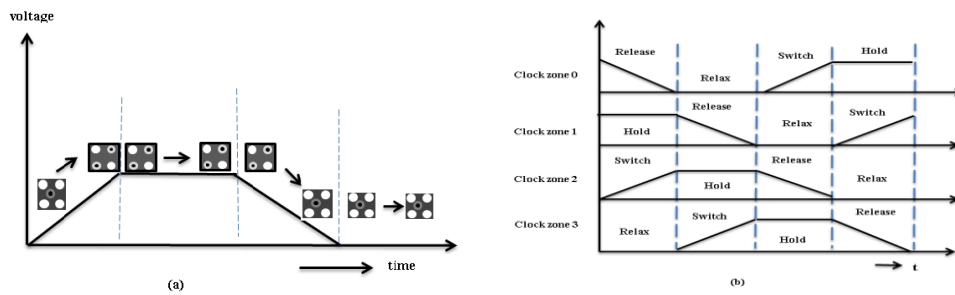 voltage
time
(a)
Clock zone 0
Release
Relax
Switch
Hold
Clock zone 1
Hold
Release
Relax
Switch
Clock zone 2
Switch
Hold
Release
Relax
Clock zone 3
Relax
Switch
Hold
Release
t
(b)